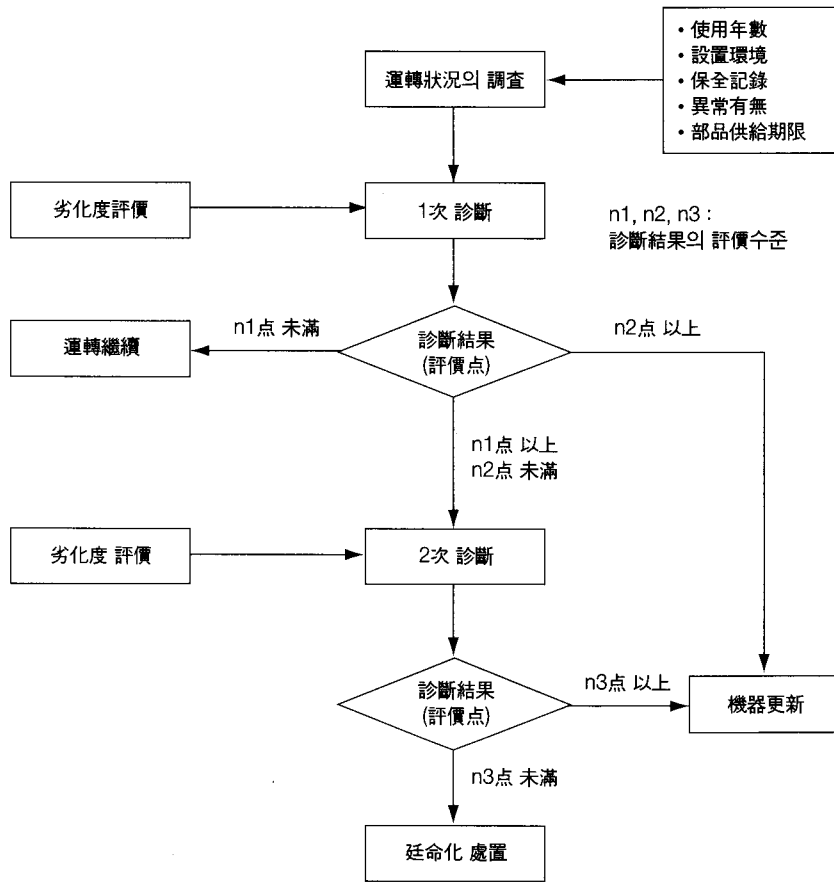 ・使用年數
・設置環境
・保全記錄
・異常有無
・部品供給期限
運轉狀況의 調査
劣化度評價
1次 診斷
n1, n2, n3 :
診斷結果의 評價수준
n1点 未滿
n2点 以上
運轉繼續
診斷結果
(評價点)
n1点 以上
n2点 未滿
劣化度 評價
2次 診斷
診斷結果
(評價点)
n3点 以上
機器更新
n3点 未滿
廷命化 處置